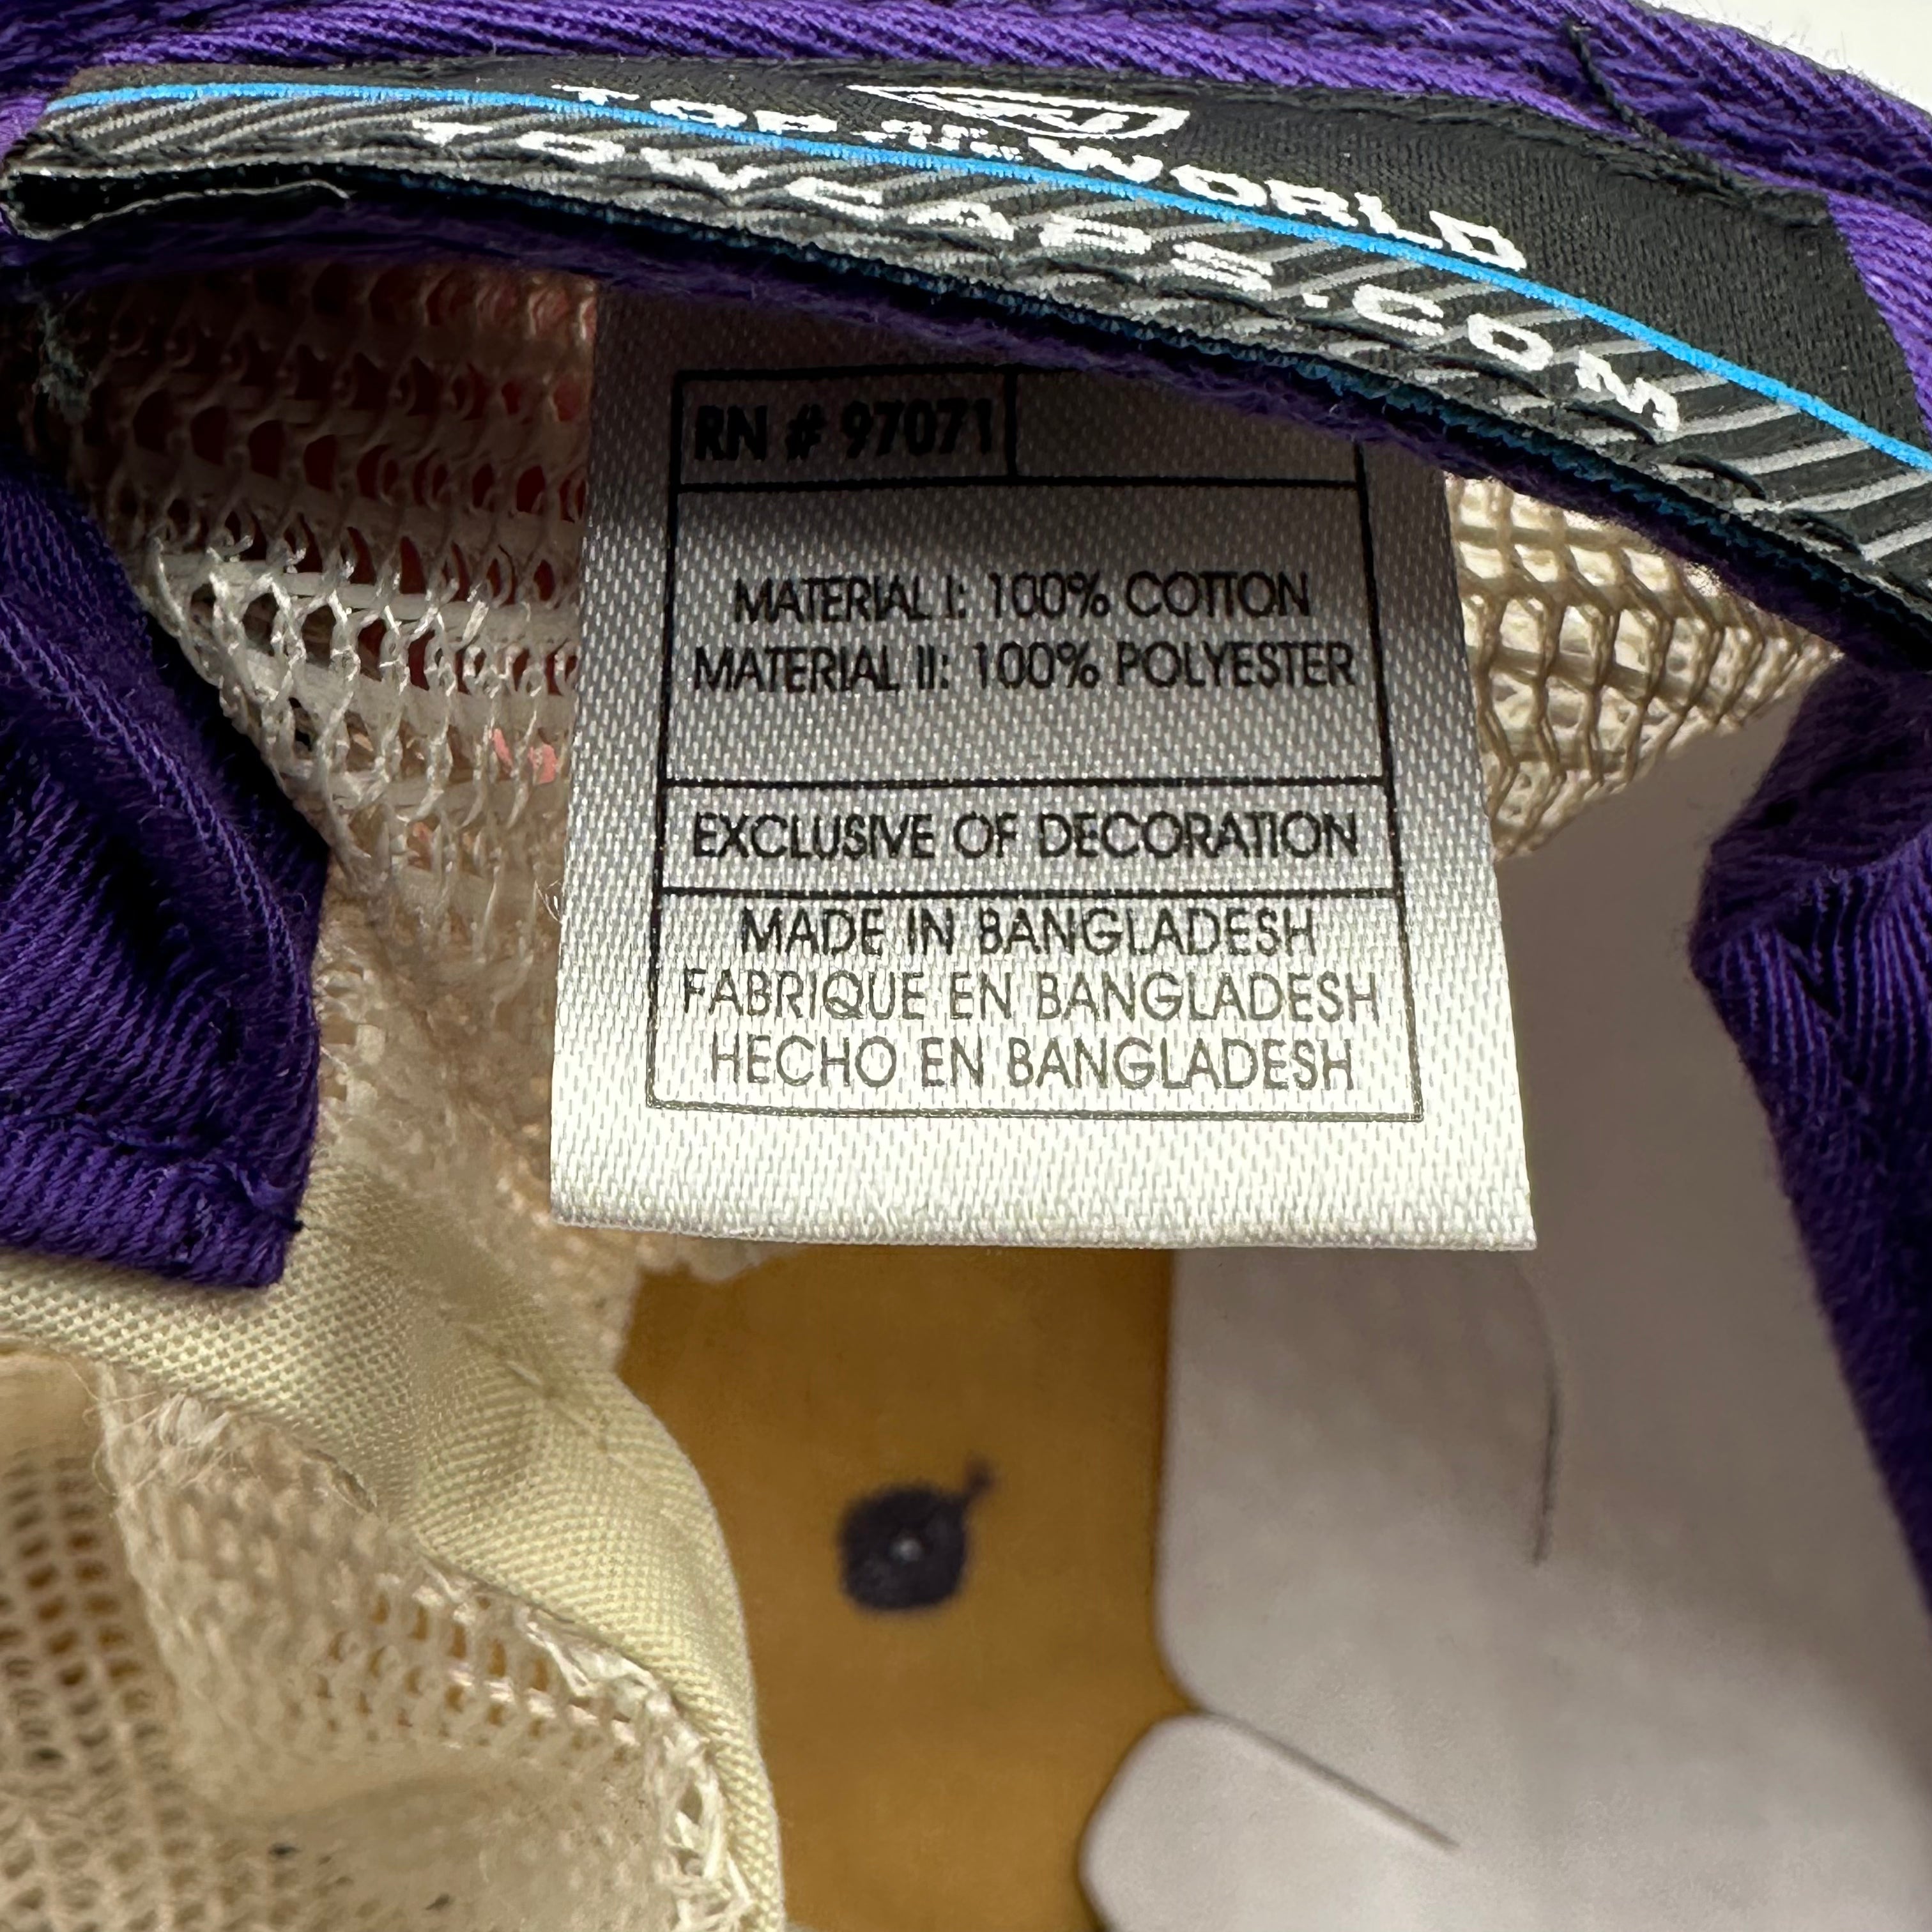 TOP OF THE WORLD
TOWCAPS.COM
RN # 97071
MATERIAL I: 100% COTTON
MATERIAL II: 100% POLYESTER
EXCLUSIVE OF DECORATION
MADE IN BANGLADESH
FABRIQUE EN BANGLADESH
HECHO EN BANGLADESH